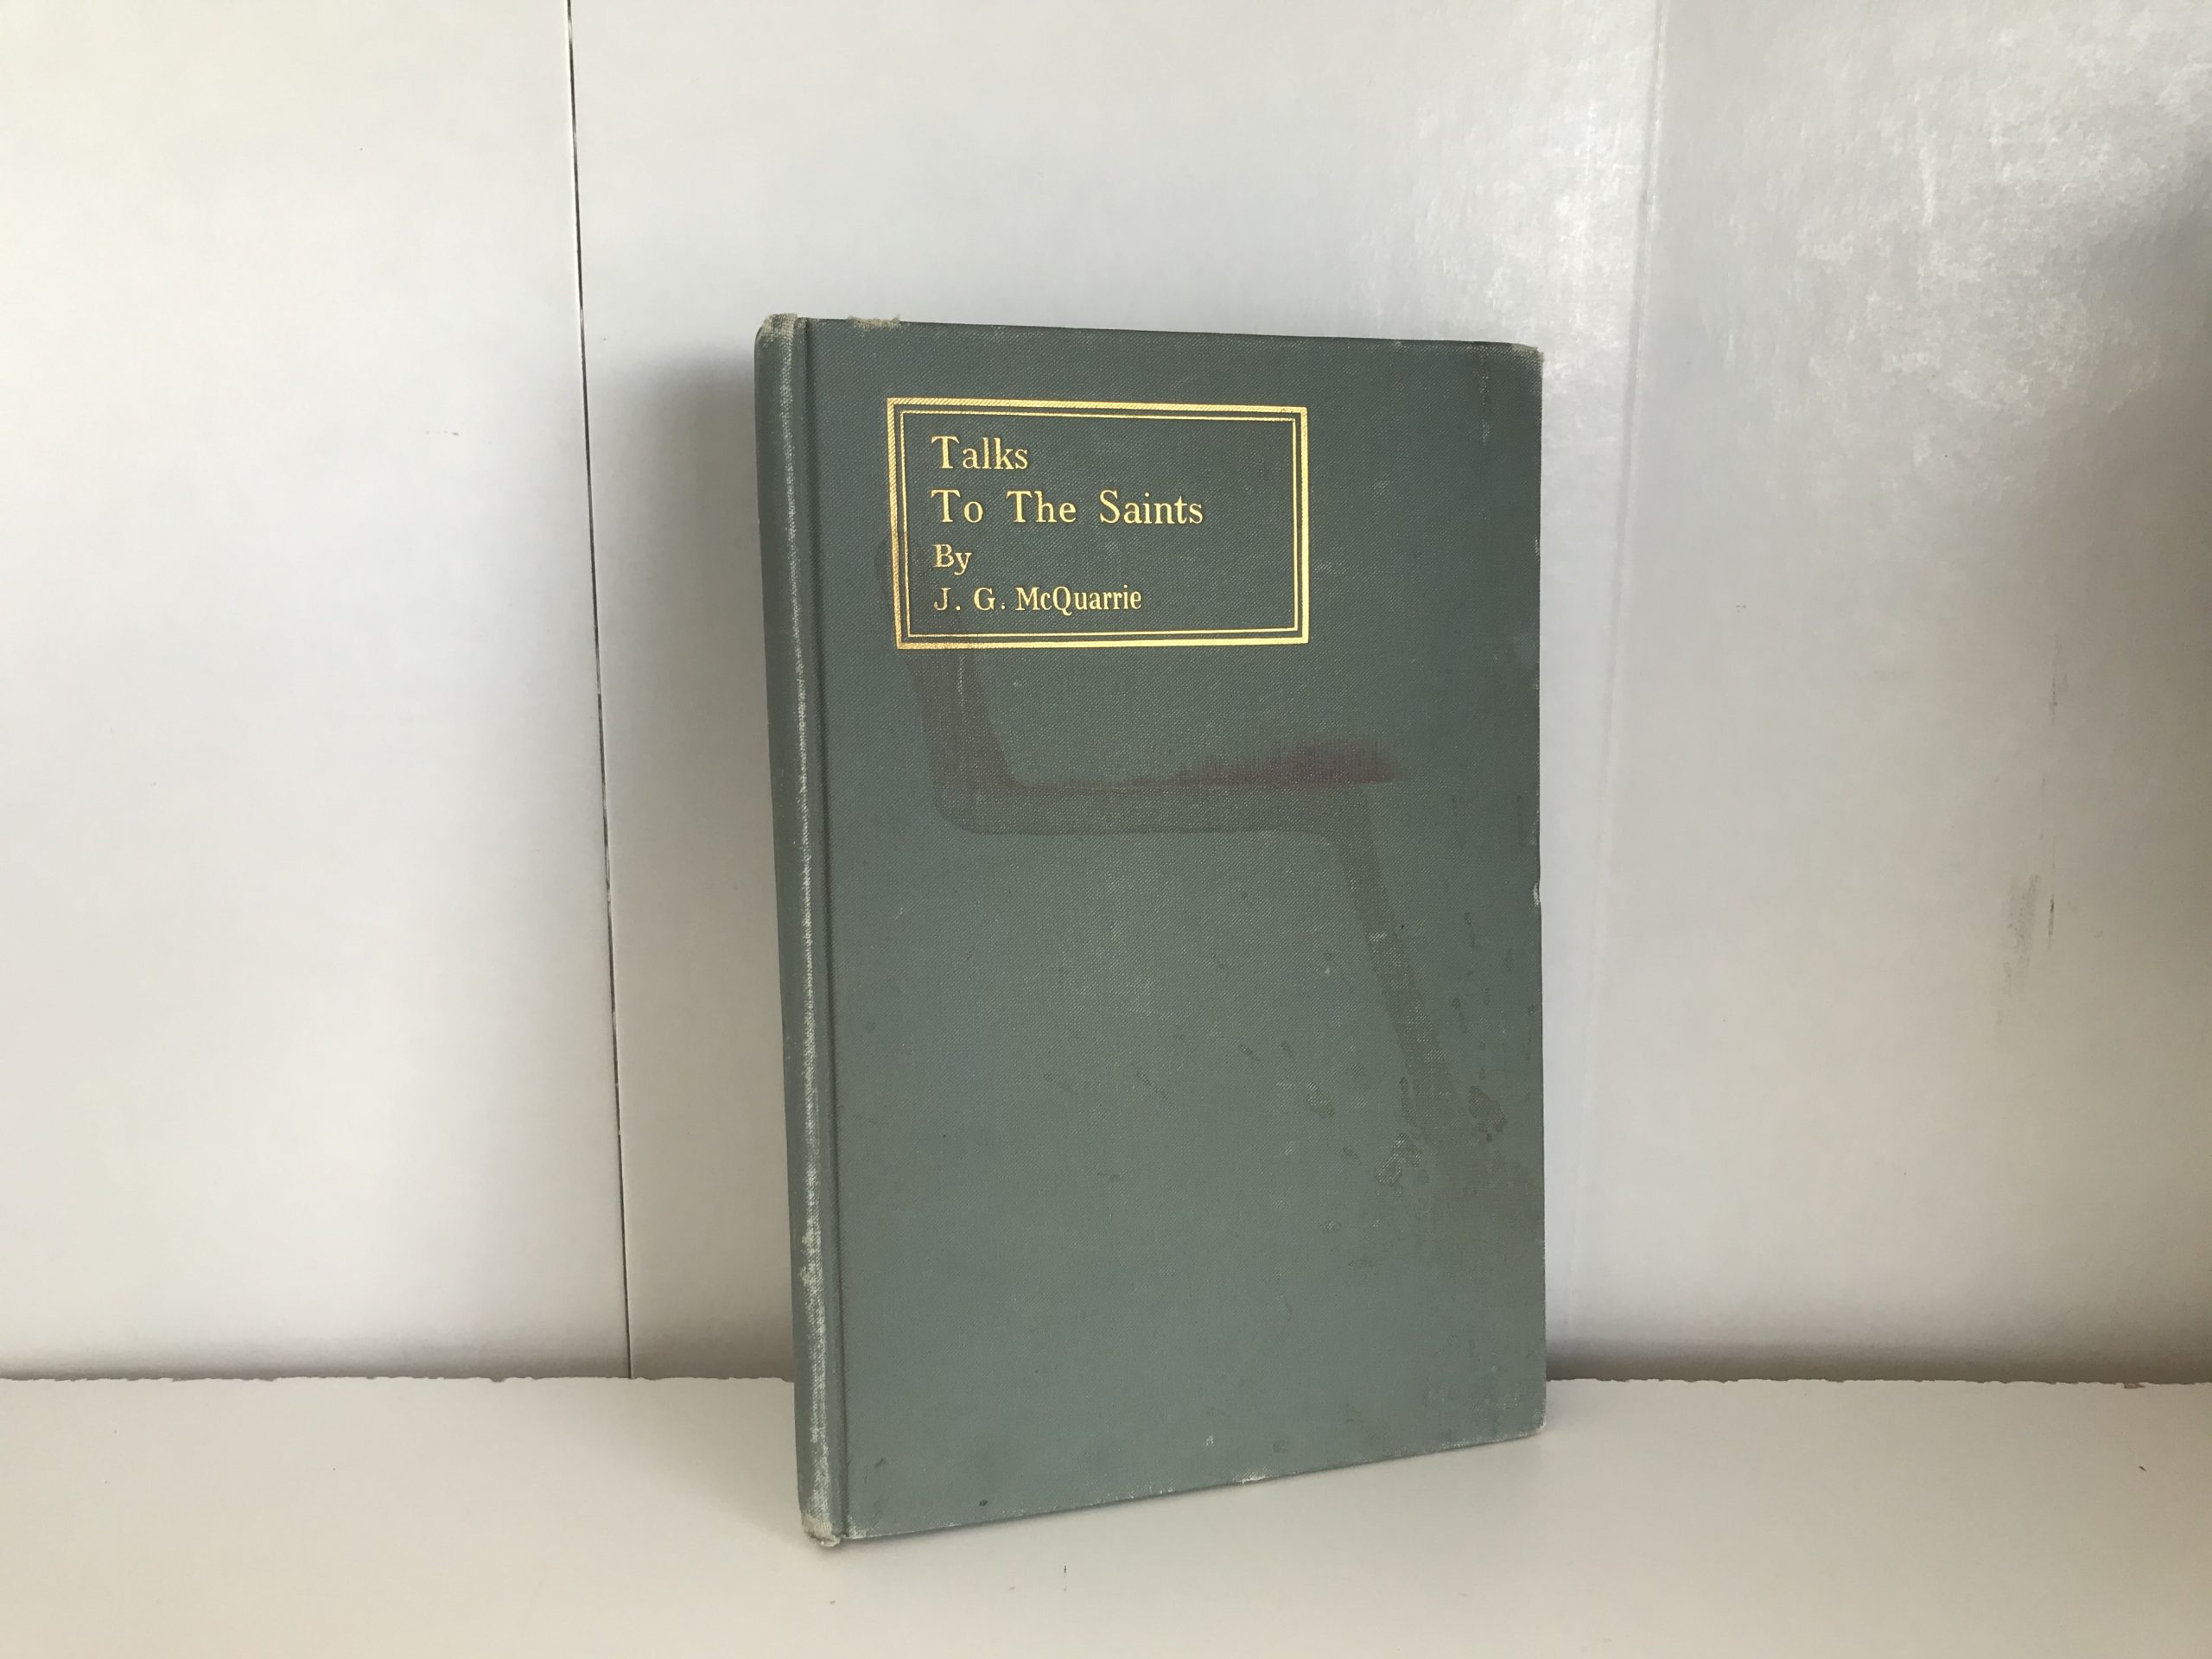 Talks
To The Saints
By
J. G. McQuarrie